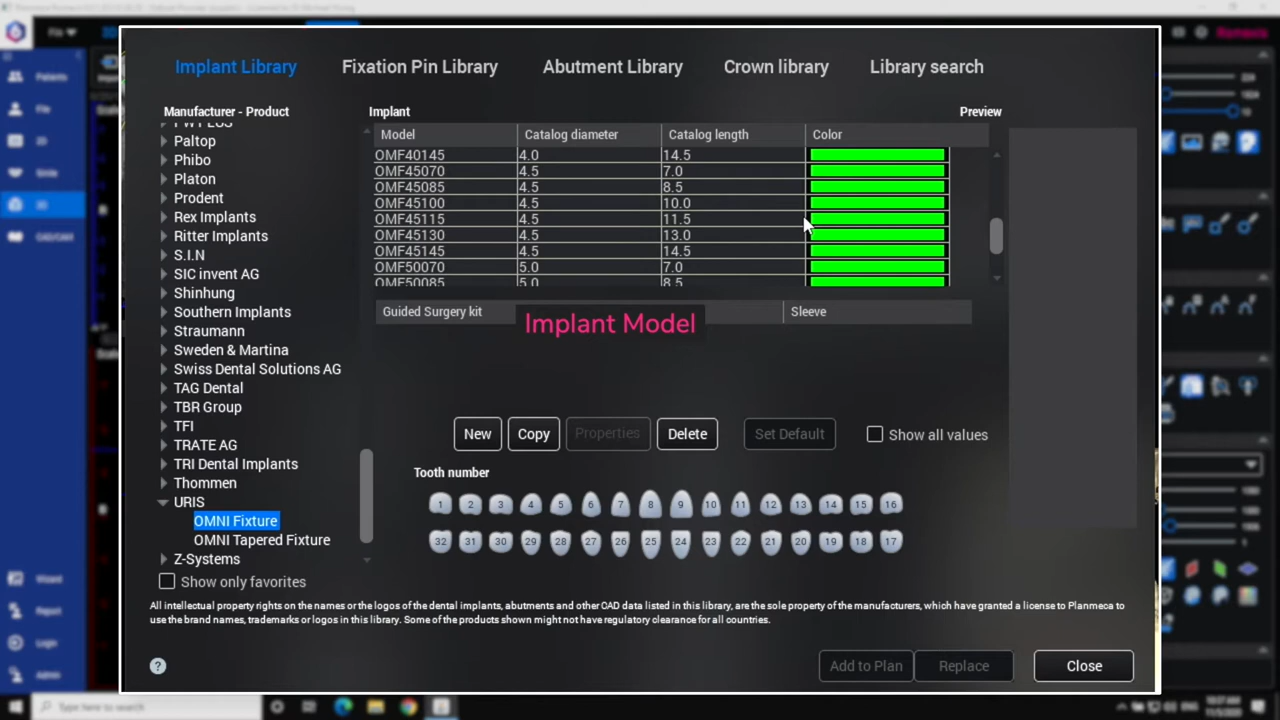 Implant Library Fixation Pin Library Abutment Library Crown library Library search
Manufacturer - Product Implant Preview
Model Catalog diameter Catalog length Color
OMF40145 4.0 14.5
OMF45070 4.5 7.0
OMF45085 4.5 8.5
OMF45100 4.5 10.0
OMF45115 4.5 11.5
OMF45130 4.5 13.0
OMF45145 4.5 14.5
OMF50070 5.0 7.0
OMF50085 5.0 8.5
Paltop
Phibo
Platon
Prodent
Rex Implants
Ritter Implants
S.I.N
SIC invent AG
Shinhung
Southern Implants
Straumann
Sweden & Martina
Swiss Dental Solutions AG
TAG Dental
TBR Group
TFI
TRATE AG
TRI Dental Implants
Thommen
URIS
OMNI Fixture
OMNI Tapered Fixture
Z-Systems
Show only favorites
Guided Surgery kit Sleeve
Implant Model
New Copy Properties Delete Set Default Show all values
Tooth number
1 2 3 4 5 6 7 8 9 10 11 12 13 14 15 16
32 31 30 29 28 27 26 25 24 23 22 21 20 19 18 17
All intellectual property rights on the names or the logos of the dental implants, abutments and other CAD data listed in this library, are the sole property of the manufacturers, which have granted a license to Planmeca to
use the brand names, trademarks or logos in this library. Some of the products shown might not have regulatory clearance for all countries.
? Add to Plan Replace Close
Type here to search